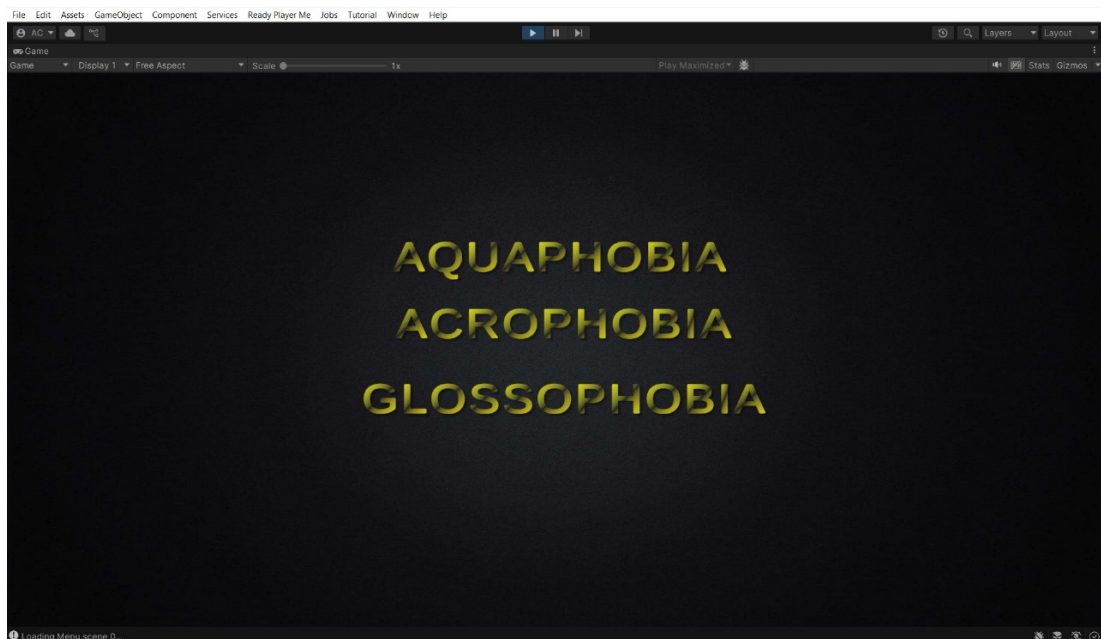 File Edit Assets GameObject Component Services Ready Player Me Jobs Tutorial Window Help
AC Layers Layout
Game
Game Display 1 Free Aspect Scale 1x Play Maximized Stats Gizmos
AQUAPHOBIA
ACROPHOBIA
GLOSSOPHOBIA
Loading Menu scene 0...